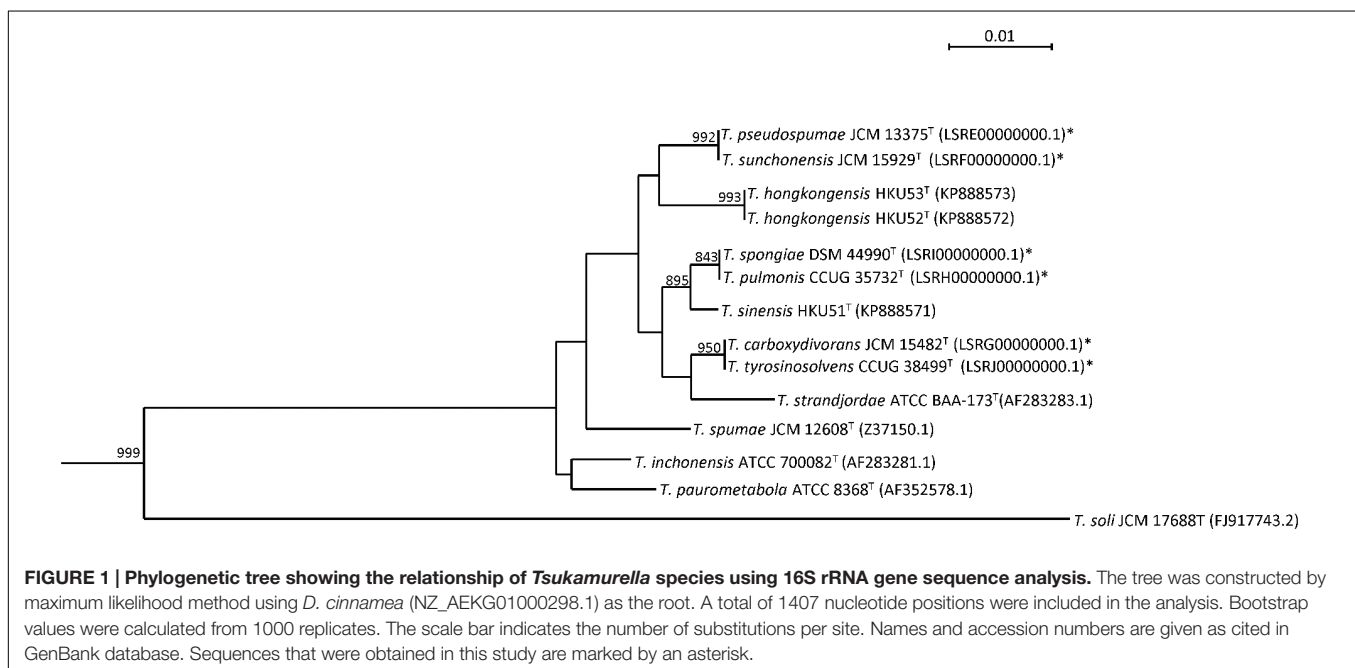 0.01
992
T. pseudospumae JCM 13375ᵀ (LSRE00000000.1)*
T. sunchonensis JCM 15929ᵀ (LSRF00000000.1)*
993
T. hongkongensis HKU53ᵀ (KP888573)
T. hongkongensis HKU52ᵀ (KP888572)
843
T. spongiae DSM 44990ᵀ (LSRI00000000.1)*
T. pulmonis CCUG 35732ᵀ (LSRH00000000.1)*
895
T. sinensis HKU51ᵀ (KP888571)
950
T. carboxydivorans JCM 15482ᵀ (LSRG00000000.1)*
T. tyrosinosolvens CCUG 38499ᵀ (LSRJ00000000.1)*
T. strandjordae ATCC BAA-173ᵀ(AF283283.1)
T. spumae JCM 12608ᵀ (Z37150.1)
999
T. inchonensis ATCC 700082ᵀ (AF283281.1)
T. paurometabola ATCC 8368ᵀ (AF352578.1)
T. soli JCM 17688T (FJ917743.2)
FIGURE 1 | Phylogenetic tree showing the relationship of Tsukamurella species using 16S rRNA gene sequence analysis. The tree was constructed by
maximum likelihood method using D. cinnamea (NZ_AEKG01000298.1) as the root. A total of 1407 nucleotide positions were included in the analysis. Bootstrap
values were calculated from 1000 replicates. The scale bar indicates the number of substitutions per site. Names and accession numbers are given as cited in
GenBank database. Sequences that were obtained in this study are marked by an asterisk.